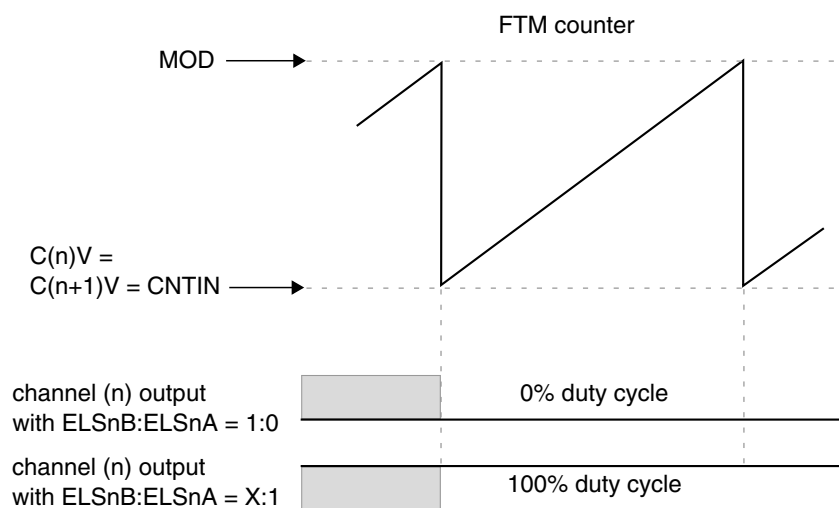 FTM counter
MOD
C(n)V =
C(n+1)V = CNTIN
channel (n) output
with ELSnB:ELSnA = 1:0
0% duty cycle
channel (n) output
with ELSnB:ELSnA = X:1
100% duty cycle